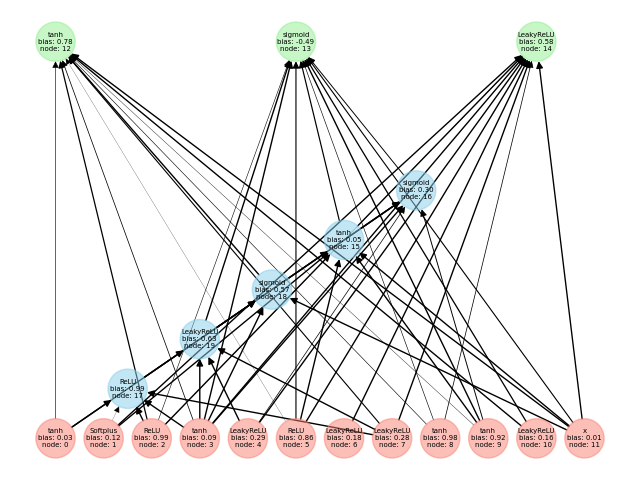 tanh
bias: 0.78
node: 12
sigmoid
bias: -0.49
node: 13
LeakyReLU
bias: 0.58
node: 14
sigmoid
bias: 0.30
node: 16
tanh
bias: 0.05
node: 15
sigmoid
bias: 0.57
node: 18
LeakyReLU
bias: 0.63
node: 19
ReLU
bias: 0.99
node: 17
tanh
bias: 0.03
node: 0
Softplus
bias: 0.12
node: 1
ReLU
bias: 0.99
node: 2
tanh
bias: 0.09
node: 3
LeakyReLU
bias: 0.29
node: 4
ReLU
bias: 0.86
node: 5
LeakyReLU
bias: 0.18
node: 6
LeakyReLU
bias: 0.28
node: 7
tanh
bias: 0.98
node: 8
tanh
bias: 0.92
node: 9
LeakyReLU
bias: 0.16
node: 10
x
bias: 0.01
node: 11